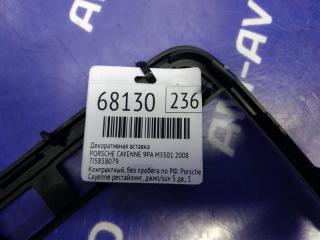 68130 236
Декоративная вставка
PORSCHE CAYENNE 9PA M5501 2008
7l5858079
Контрактный, без пробега по РФ. Porsche
Cayenne рестайлинг, джип/suv 5 дв., 1